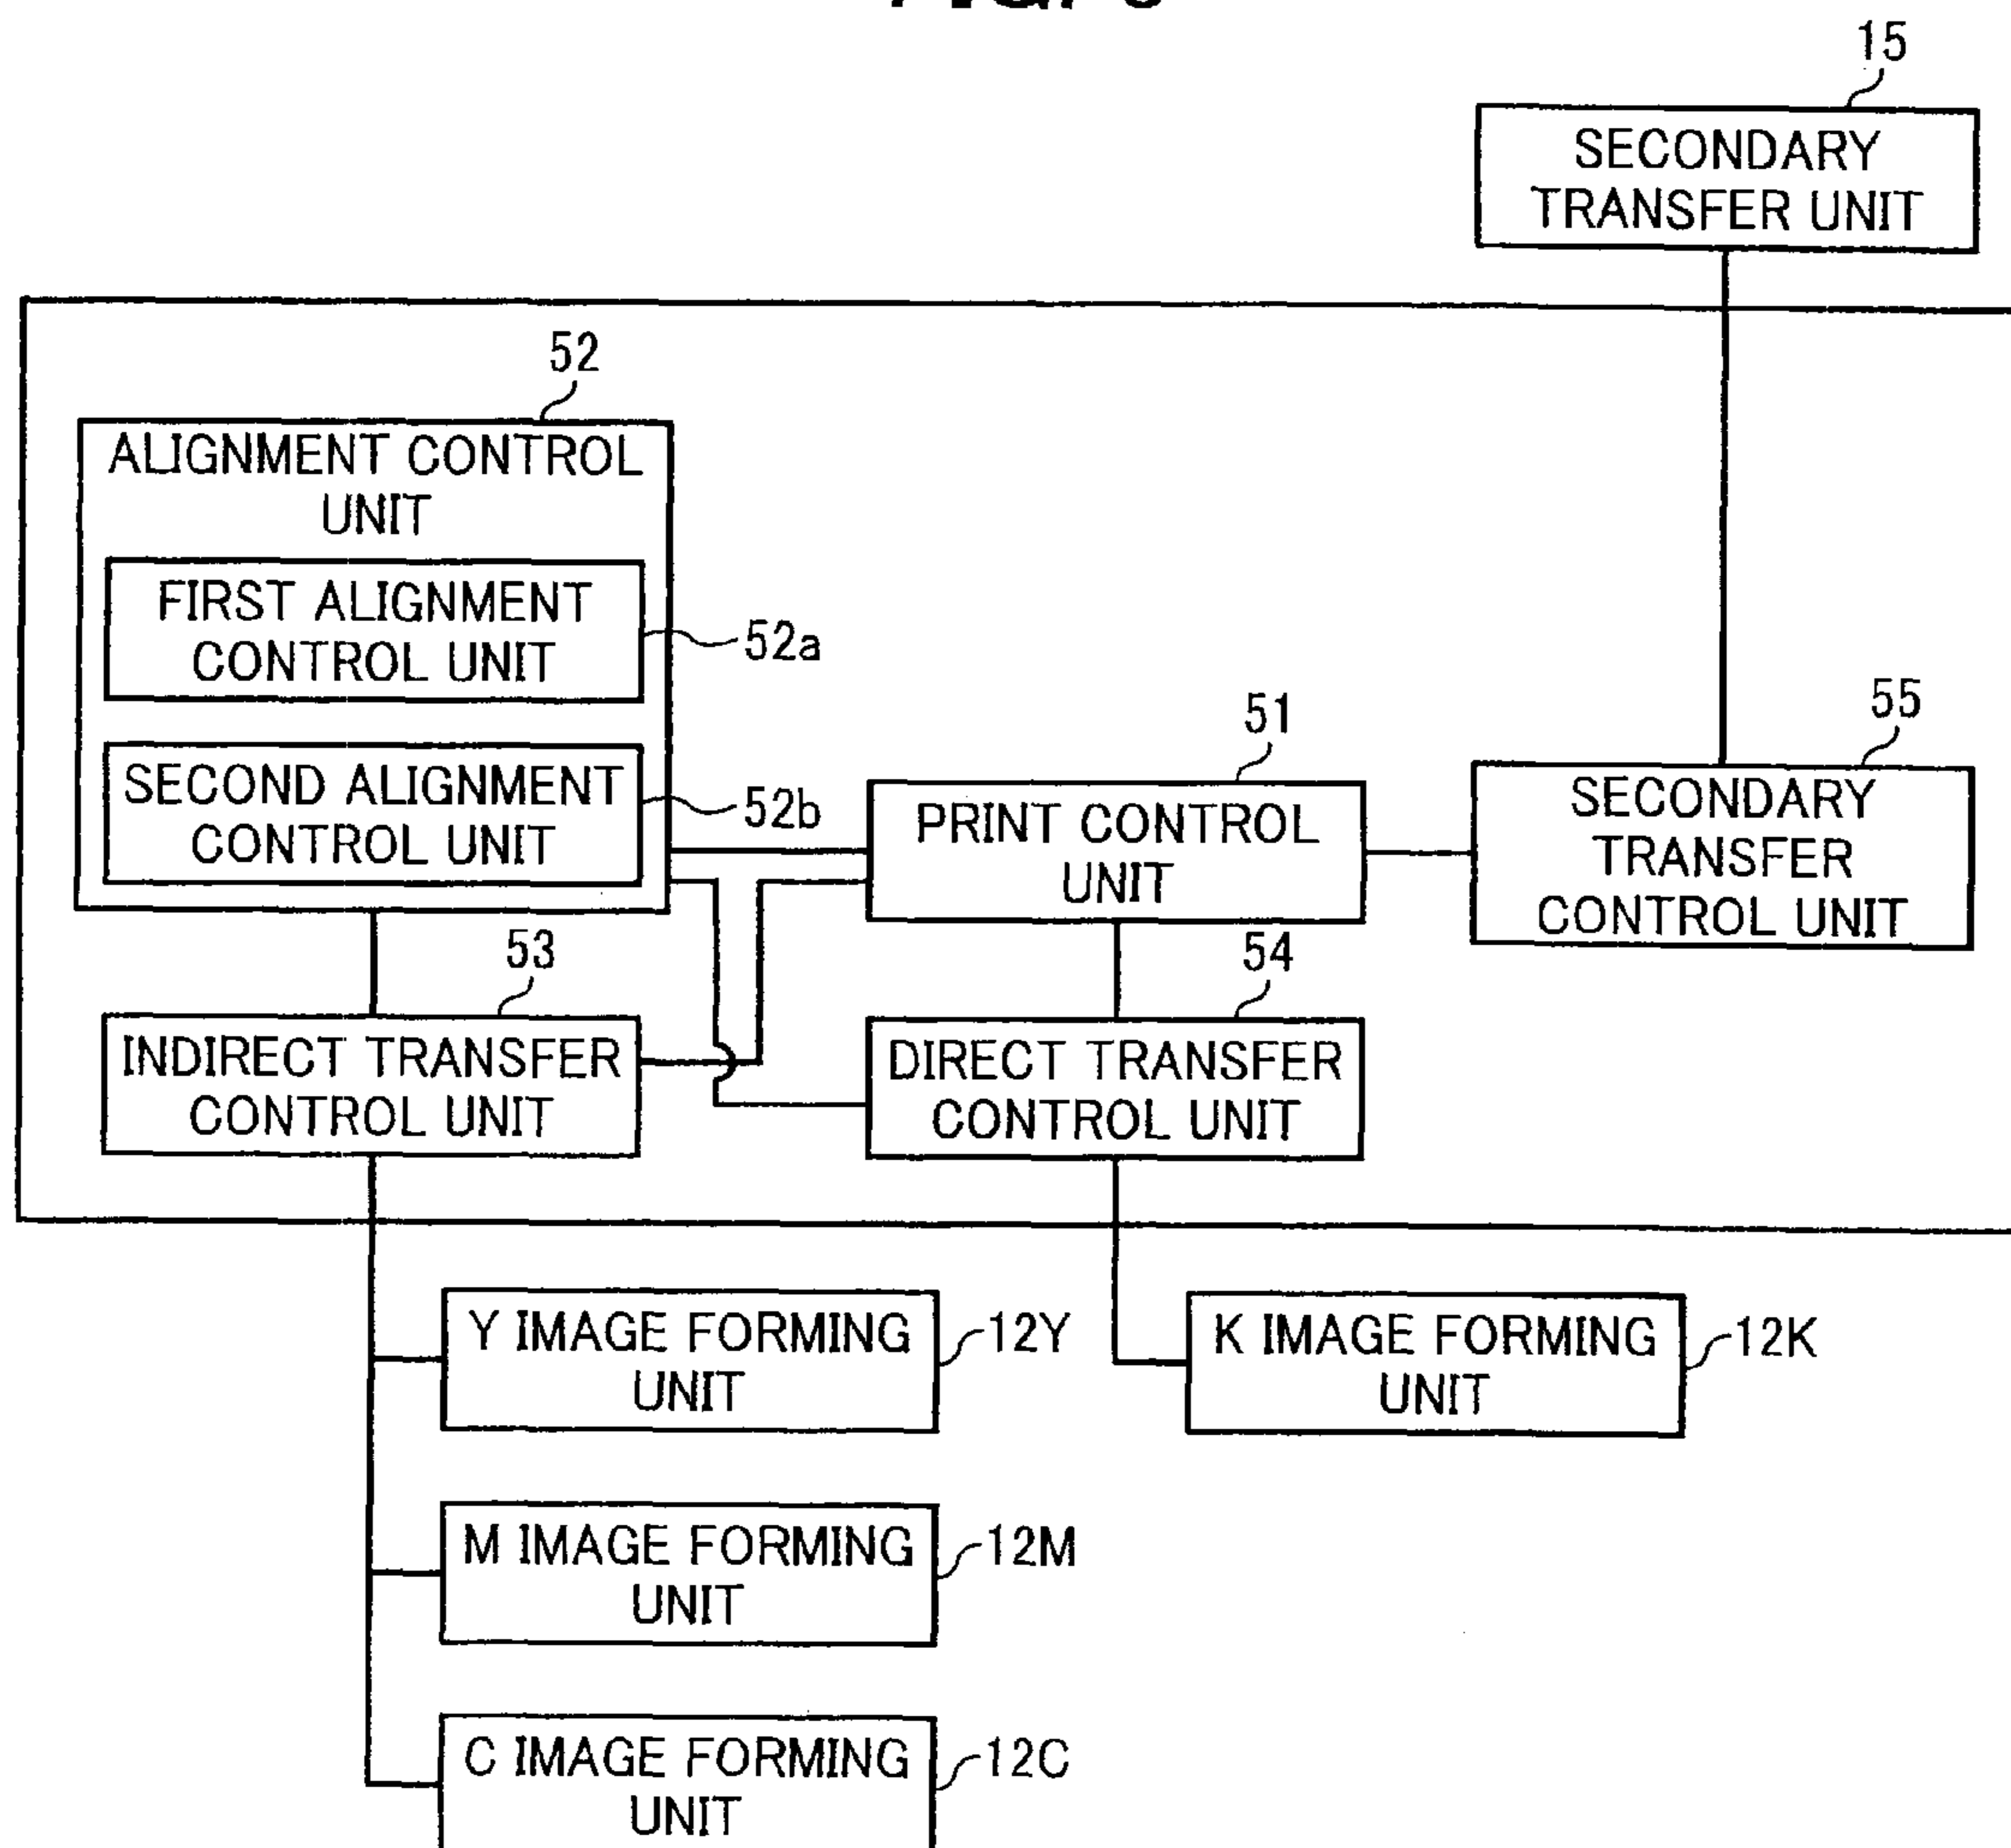 15
SECONDARY
TRANSFER UNIT
52
ALIGNMENT CONTROL
UNIT
FIRST ALIGNMENT
CONTROL UNIT
52a
SECOND ALIGNMENT
CONTROL UNIT
52b
51
PRINT CONTROL
UNIT
55
SECONDARY
TRANSFER
CONTROL UNIT
53
INDIRECT TRANSFER
CONTROL UNIT
54
DIRECT TRANSFER
CONTROL UNIT
Y IMAGE FORMING
UNIT
12Y
K IMAGE FORMING
UNIT
12K
M IMAGE FORMING
UNIT
12M
C IMAGE FORMING
UNIT
12C